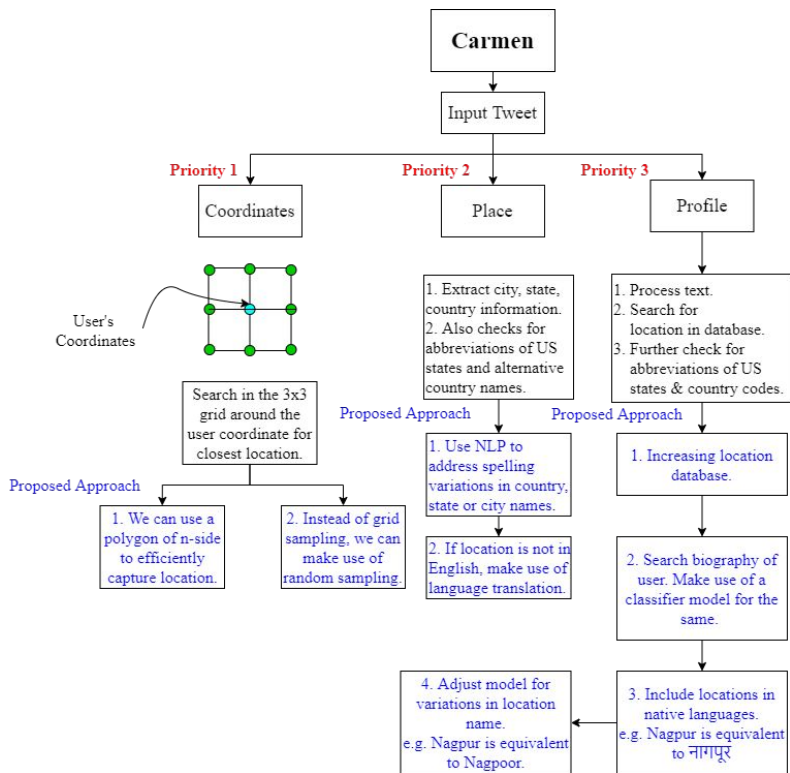 Carmen
Input Tweet
Priority 1
Priority 2
Priority 3
Coordinates
Place
Profile
User's
Coordinates
Search in the 3x3
grid around the
user coordinate for
closest location.
Proposed Approach
1. We can use a
polygon of n-side
to efficiently
capture location.
2. Instead of grid
sampling, we can
make use of
random sampling.
1. Extract city, state,
country information.
2. Also checks for
abbreviations of US
states and alternative
country names.
Proposed Approach
1. Use NLP to
address spelling
variations in country,
state or city names.
2. If location is not in
English, make use of
language translation.
1. Process text.
2. Search for
location in database.
3. Further check for
abbreviations of US
states & country codes.
Proposed Approach
1. Increasing location
database.
2. Search biography of
user. Make use of a
classifier model for the
same.
3. Include locations in
native languages.
e.g. Nagpur is equivalent
to नागपूर
4. Adjust model for
variations in location
name.
e.g. Nagpur is equivalent
to Nagpoor.